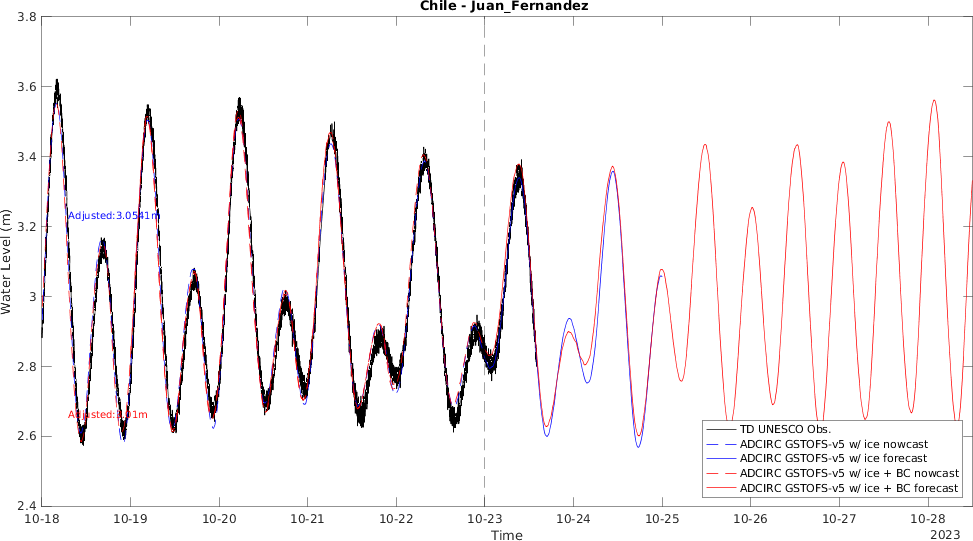 Chile - Juan_Fernandez
3.8
3.6
3.4
3.2
3
2.8
2.6
2.4
Water Level (m)
Adjusted:3.0541m
TD UNESCO Obs.
ADCIRC GSTOFS-v5 w/ ice nowcast
ADCIRC GSTOFS-v5 w/ ice forecast
ADCIRC GSTOFS-v5 w/ ice + BC nowcast
ADCIRC GSTOFS-v5 w/ ice + BC forecast
10-18 10-19 10-20 10-21 10-22 10-23 10-24 10-25 10-26 10-27 10-28
Time
2023